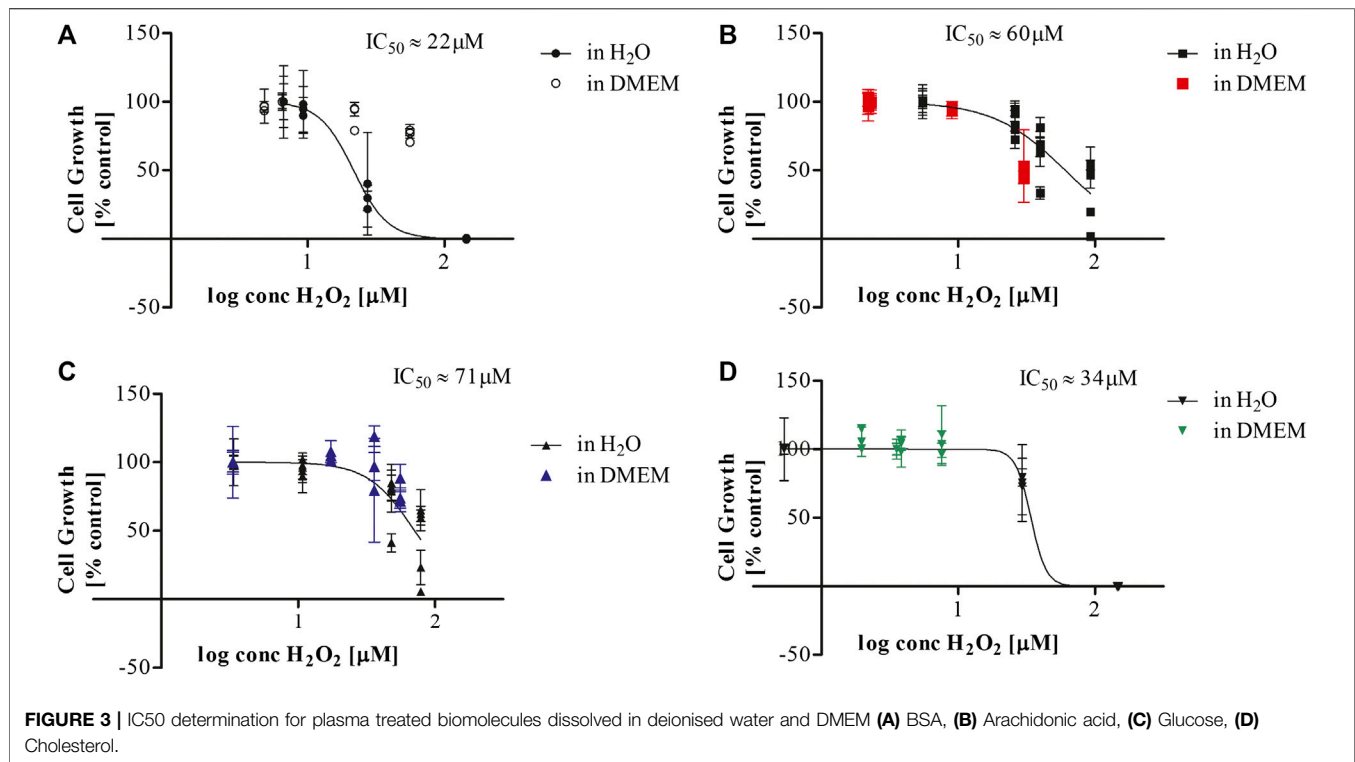 A
IC50 ≈ 22µM
in H2O
in DMEM
150
100
50
-50
1
2
Cell Growth
[% control]
log conc H2O2 [µM]
B
IC50 ≈ 60µM
in H2O
in DMEM
150
100
50
-50
1
2
Cell Growth
[% control]
log conc H2O2 [µM]
C
IC50 ≈ 71µM
in H2O
in DMEM
150
100
50
-50
1
2
Cell Growth
[% control]
log conc H2O2 [µM]
D
IC50 ≈ 34µM
in H2O
in DMEM
150
100
50
-50
1
2
Cell Growth
[% control]
log conc H2O2 [µM]
FIGURE 3 | IC50 determination for plasma treated biomolecules dissolved in deionised water and DMEM (A) BSA, (B) Arachidonic acid, (C) Glucose, (D)
Cholesterol.